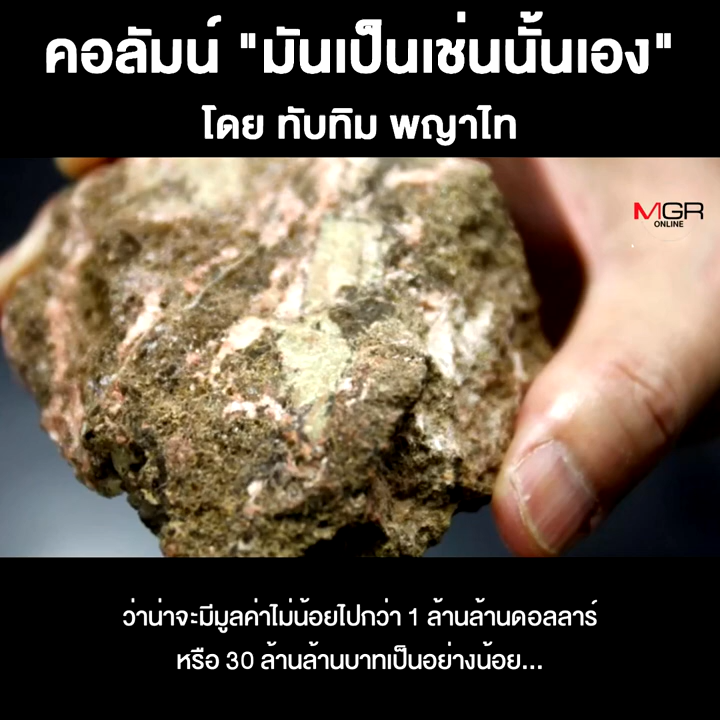 คอลัมน์ "มันเป็นเช่นนั้นเอง"
โดย ทับทิม พญาไท
MGR
ONLINE
ว่าน่าจะมีมูลค่าไม่น้อยไปกว่า 1 ล้านล้านดอลลาร์
หรือ 30 ล้านล้านบาทเป็นอย่างน้อย...